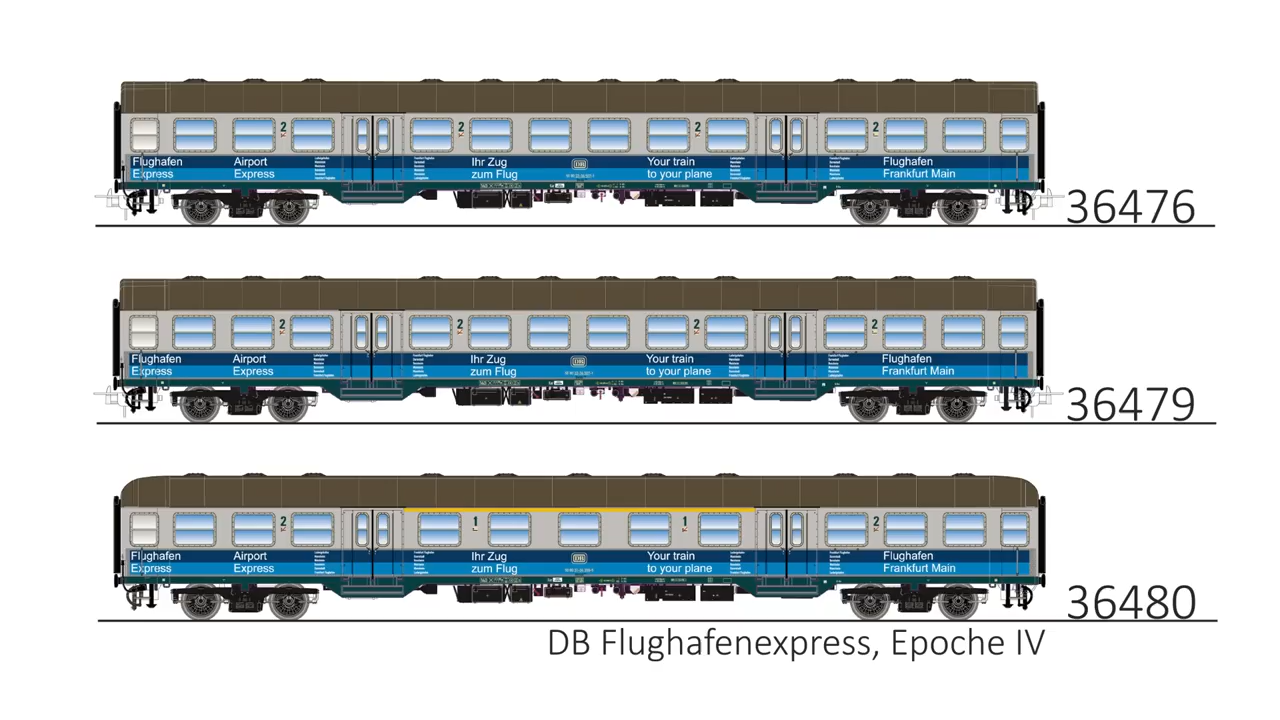 2 2 2 2
Flughafen Airport Ihr Zug DB Your train Flughafen
Express Express zum Flug to your plane Frankfurt Main
36476
2 2 2 2
Flughafen Airport Ihr Zug DB Your train Flughafen
Express Express zum Flug to your plane Frankfurt Main
36479
2 1 1 2
Flughafen Airport Ihr Zug DB Your train Flughafen
Express Express zum Flug to your plane Frankfurt Main
36480
DB Flughafenexpress, Epoche IV